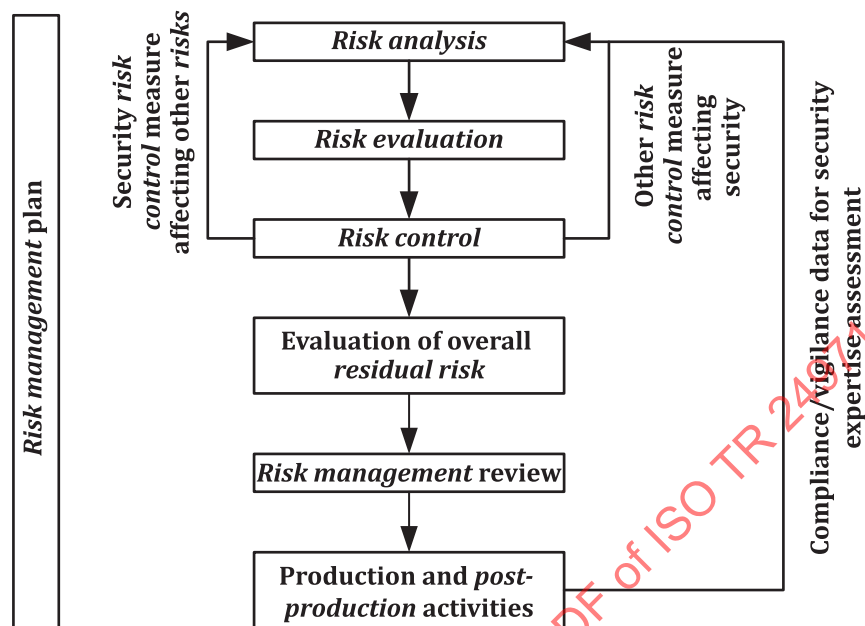 Risk management plan
Security risk
control measure
affecting other risks
Risk analysis
Risk evaluation
Risk control
Evaluation of overall
residual risk
Risk management review
Production and post-
production activities
Other risk
control measure
affecting
security
Compliance/vigilance data for security
expertise assessment
DF of ISO TR 24971